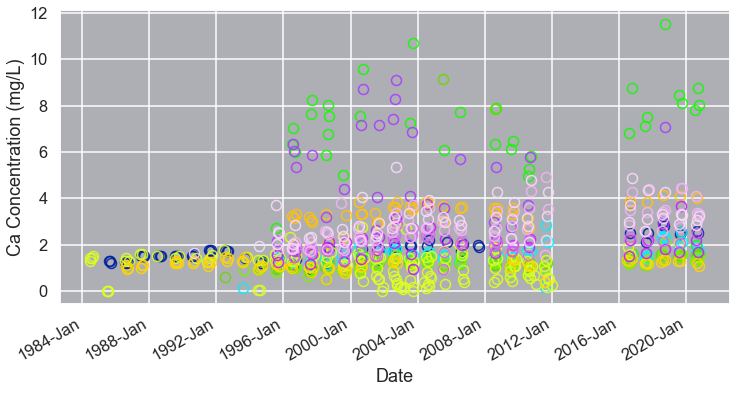 12
10
8
6
4
2
0
Ca Concentration (mg/L)
1984-Jan
1988-Jan
1992-Jan
1996-Jan
2000-Jan
2004-Jan
2008-Jan
2012-Jan
2016-Jan
2020-Jan
Date